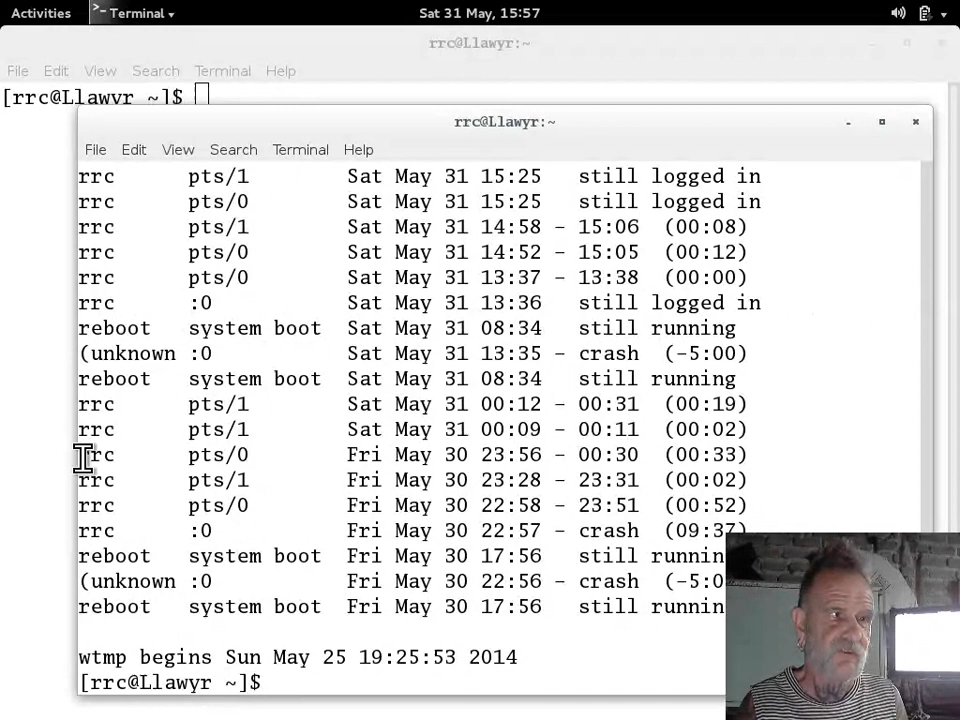 Activities Terminal Sat 31 May, 15:57
rrc@Llawyr:~
File Edit View Search Terminal Help
[rrc@Llawyr ~]$
rrc@Llawyr:~
File Edit View Search Terminal Help
rrc pts/1 Sat May 31 15:25 still logged in
rrc pts/0 Sat May 31 15:25 still logged in
rrc pts/1 Sat May 31 14:58 - 15:06 (00:08)
rrc pts/0 Sat May 31 14:52 - 15:05 (00:12)
rrc pts/0 Sat May 31 13:37 - 13:38 (00:00)
rrc :0 Sat May 31 13:36 still logged in
reboot system boot Sat May 31 08:34 still running
(unknown :0 Sat May 31 13:35 - crash (-5:00)
reboot system boot Sat May 31 08:34 still running
rrc pts/1 Sat May 31 00:12 - 00:31 (00:19)
rrc pts/1 Sat May 31 00:09 - 00:11 (00:02)
rrc pts/0 Fri May 30 23:56 - 00:30 (00:33)
rrc pts/1 Fri May 30 23:28 - 23:31 (00:02)
rrc pts/0 Fri May 30 22:58 - 23:51 (00:52)
rrc :0 Fri May 30 22:57 - crash (09:37)
reboot system boot Fri May 30 17:56 still runnin
(unknown :0 Fri May 30 22:56 - crash (-5:0
reboot system boot Fri May 30 17:56 still runnin
wtmp begins Sun May 25 19:25:53 2014
[rrc@Llawyr ~]$